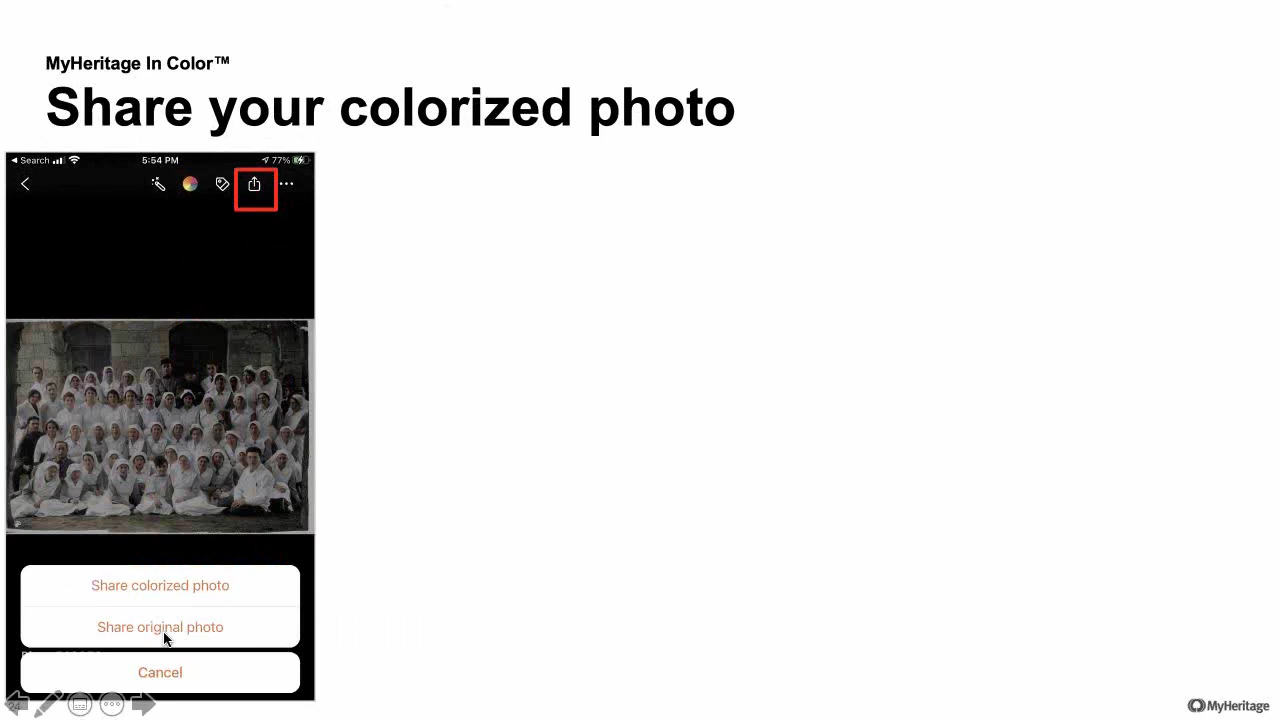 MyHeritage In Color™
Share your colorized photo
Search
5:54 PM
77%
Share colorized photo
Share original photo
Cancel
24
MyHeritage